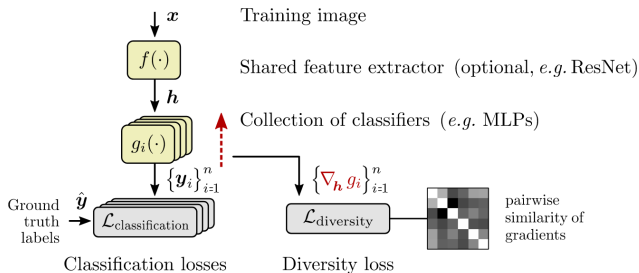 x
Training image
f(·)
Shared feature extractor (optional, e.g. ResNet)
h
Collection of classifiers (e.g. MLPs)
g_i(·)
{y_i}_{i=1}^n
{∇_h g_i}_{i=1}^n
Ground
truth
labels
ŷ
ℒ_classification
ℒ_diversity
pairwise
similarity of
gradients
Classification losses
Diversity loss